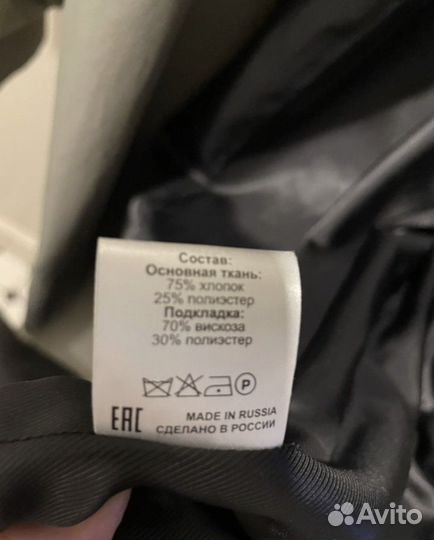 Состав:
Основная ткань:
75% хлопок
25% полиэстер
Подкладка:
70% вискоза
30% полиэстер
P
EAC
MADE IN RUSSIA
СДЕЛАНО В РОССИИ
Avito